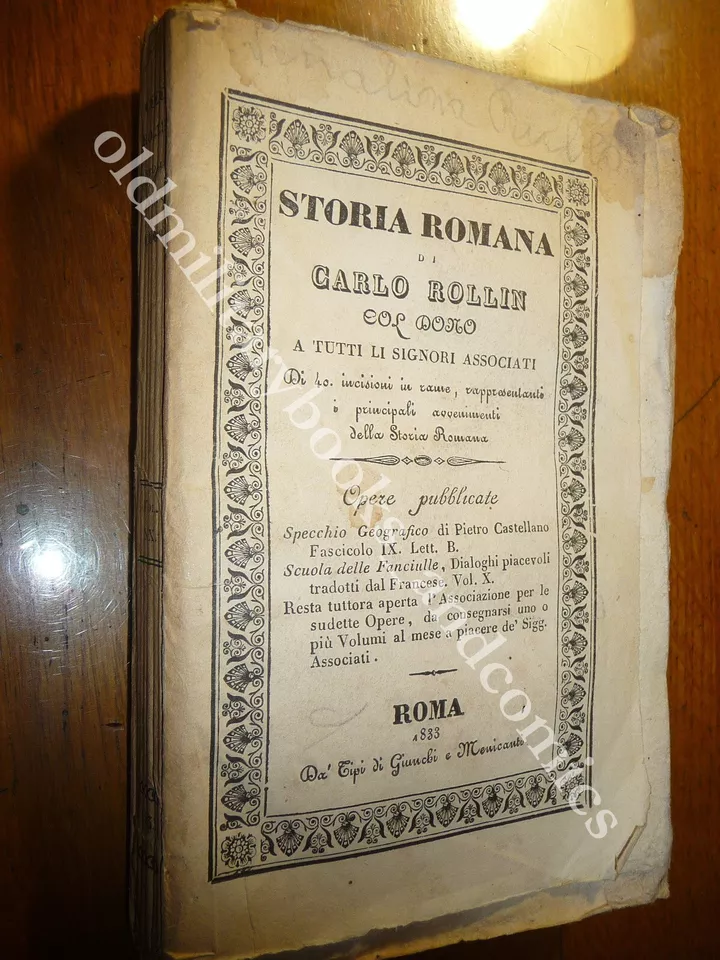 STORIA ROMANA
DI
CARLO ROLLIN
COL DONO
A TUTTI LI SIGNORI ASSOCIATI
Di 40. incisioni in rame, rappresentanti
i principali avvenimenti
della Storia Romana
Opere pubblicate
Specchio Geografico di Pietro Castellano
Fascicolo IX. Lett. B.
Scuola delle Fanciulle, Dialoghi piacevoli
tradotti dal Francese. Vol. X.
Resta tuttora aperta l'Associazione per le
sudette Opere, da consegnarsi uno o
più Volumi al mese a piacere de' Sigg.
Associati.
ROMA
1833
Da' Tipi di Giunchi e Menicanti
oldmilitarybooksandcomics